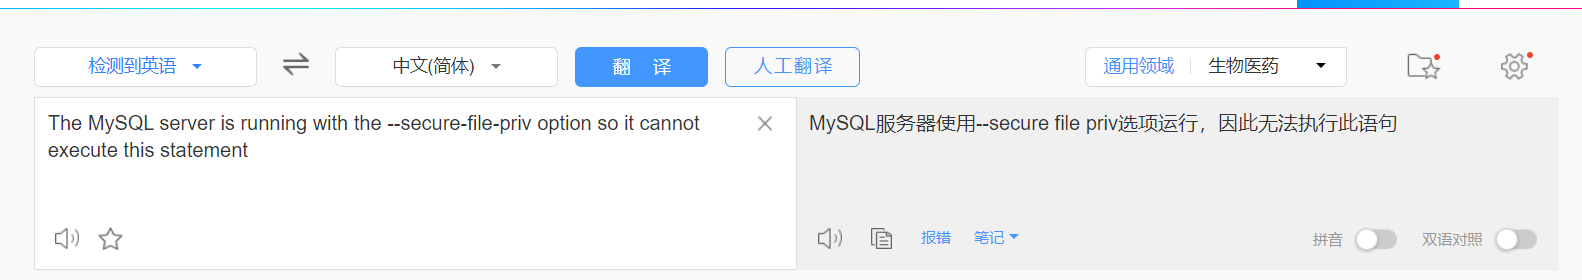 检测到英语
中文(简体)
翻 译
人工翻译
通用领域
生物医药
The MySQL server is running with the --secure-file-priv option so it cannot
execute this statement
MySQL服务器使用--secure file priv选项运行，因此无法执行此语句
报错
笔记
拼音
双语对照